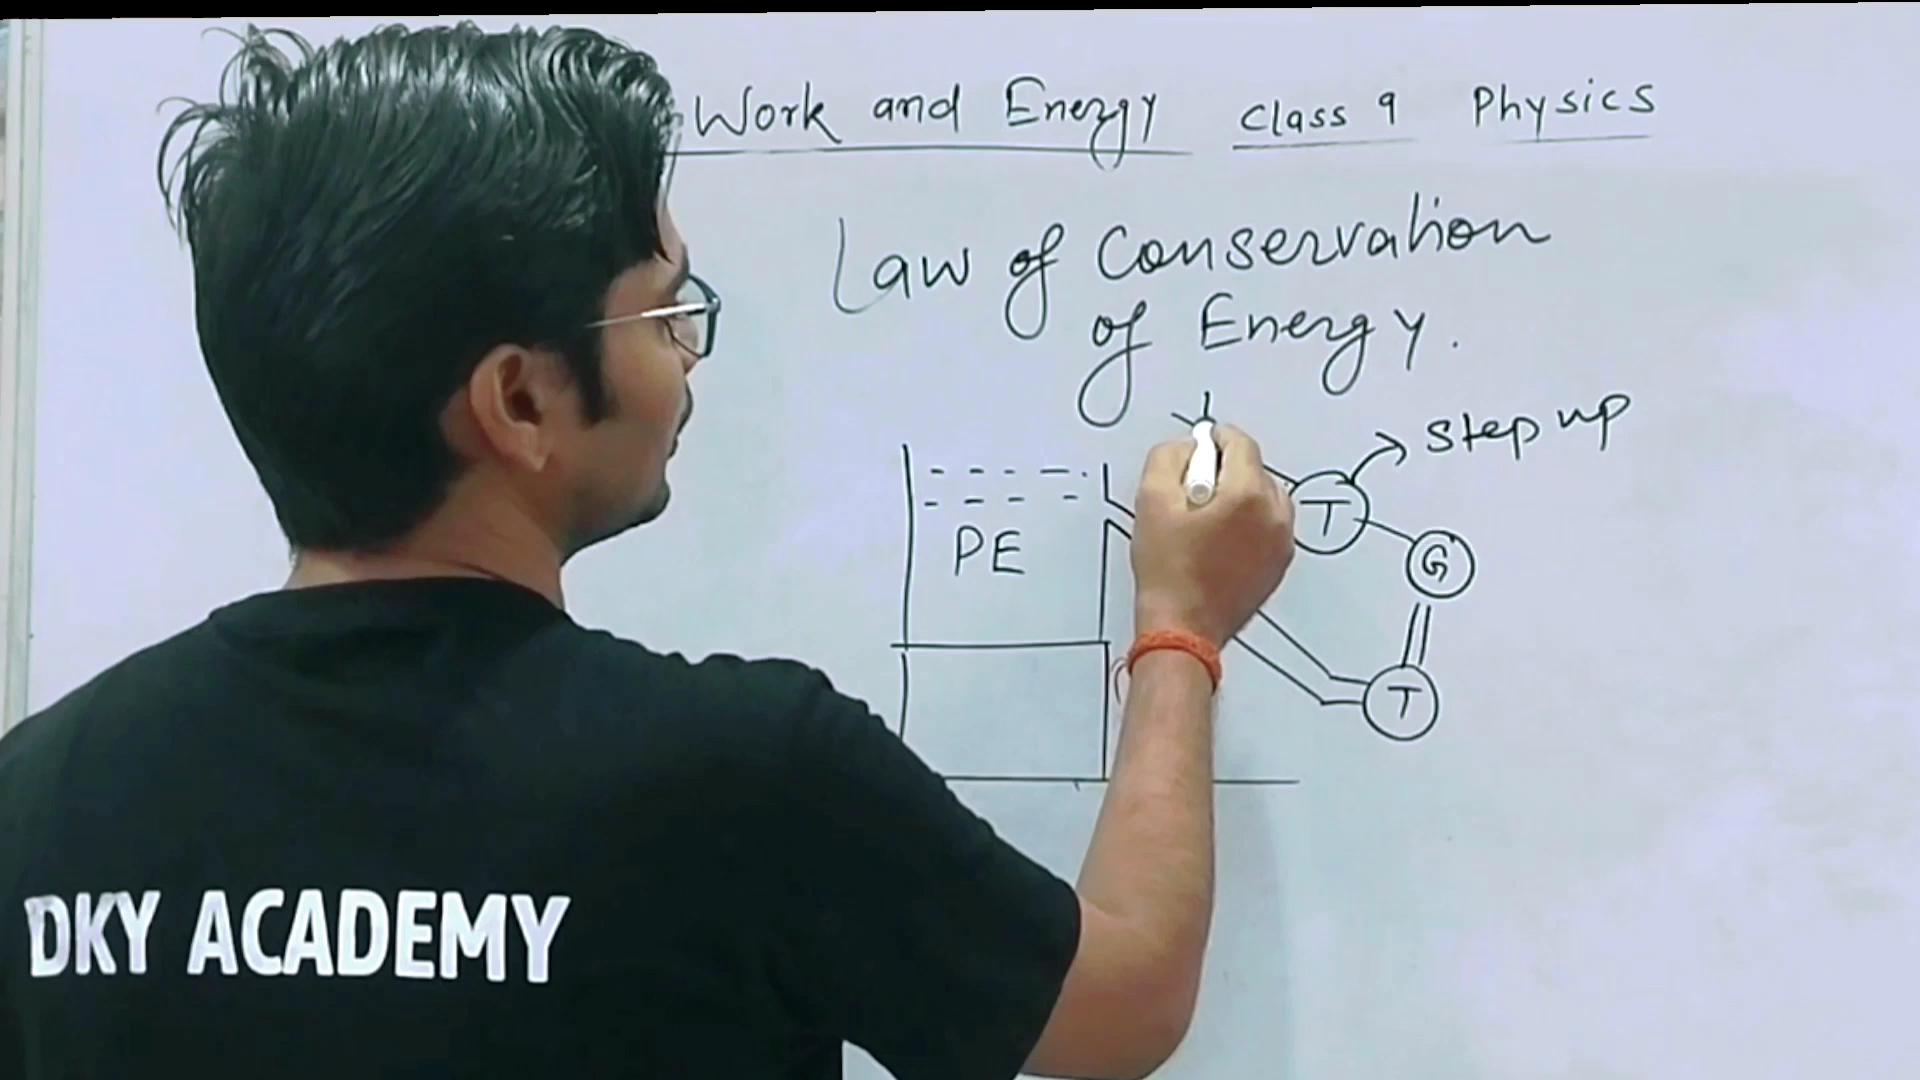 Work and Energy Class 9 Physics
Law of Conservation
of Energy.
Step up
T
PE
G
T
DKY ACADEMY